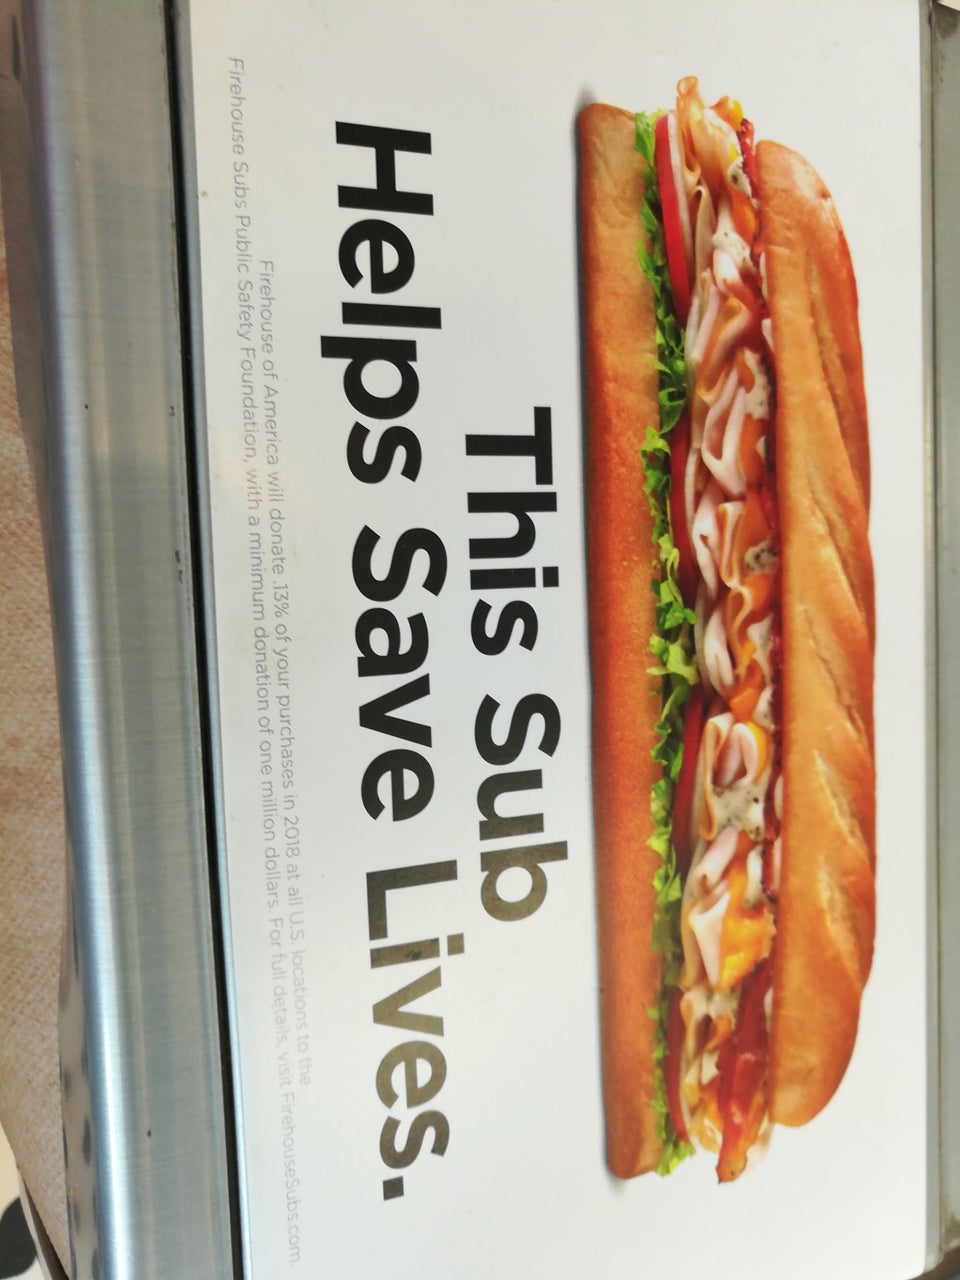 This Sub
Helps Save Lives.
Firehouse of America will donate .13% of your purchases in 2018 at all U.S. locations to the
Firehouse Subs Public Safety Foundation, with a minimum donation of one million dollars. For full details, visit FirehouseSubs.com.